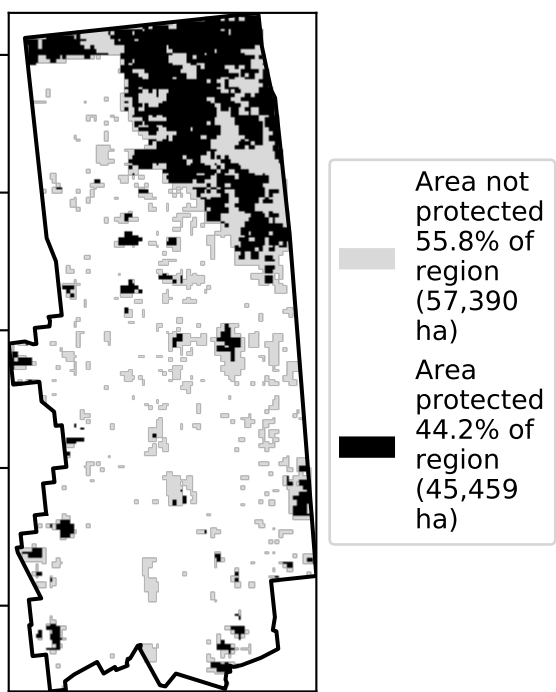 Area not
protected
55.8% of
region
(57,390
ha)
Area
protected
44.2% of
region
(45,459
ha)